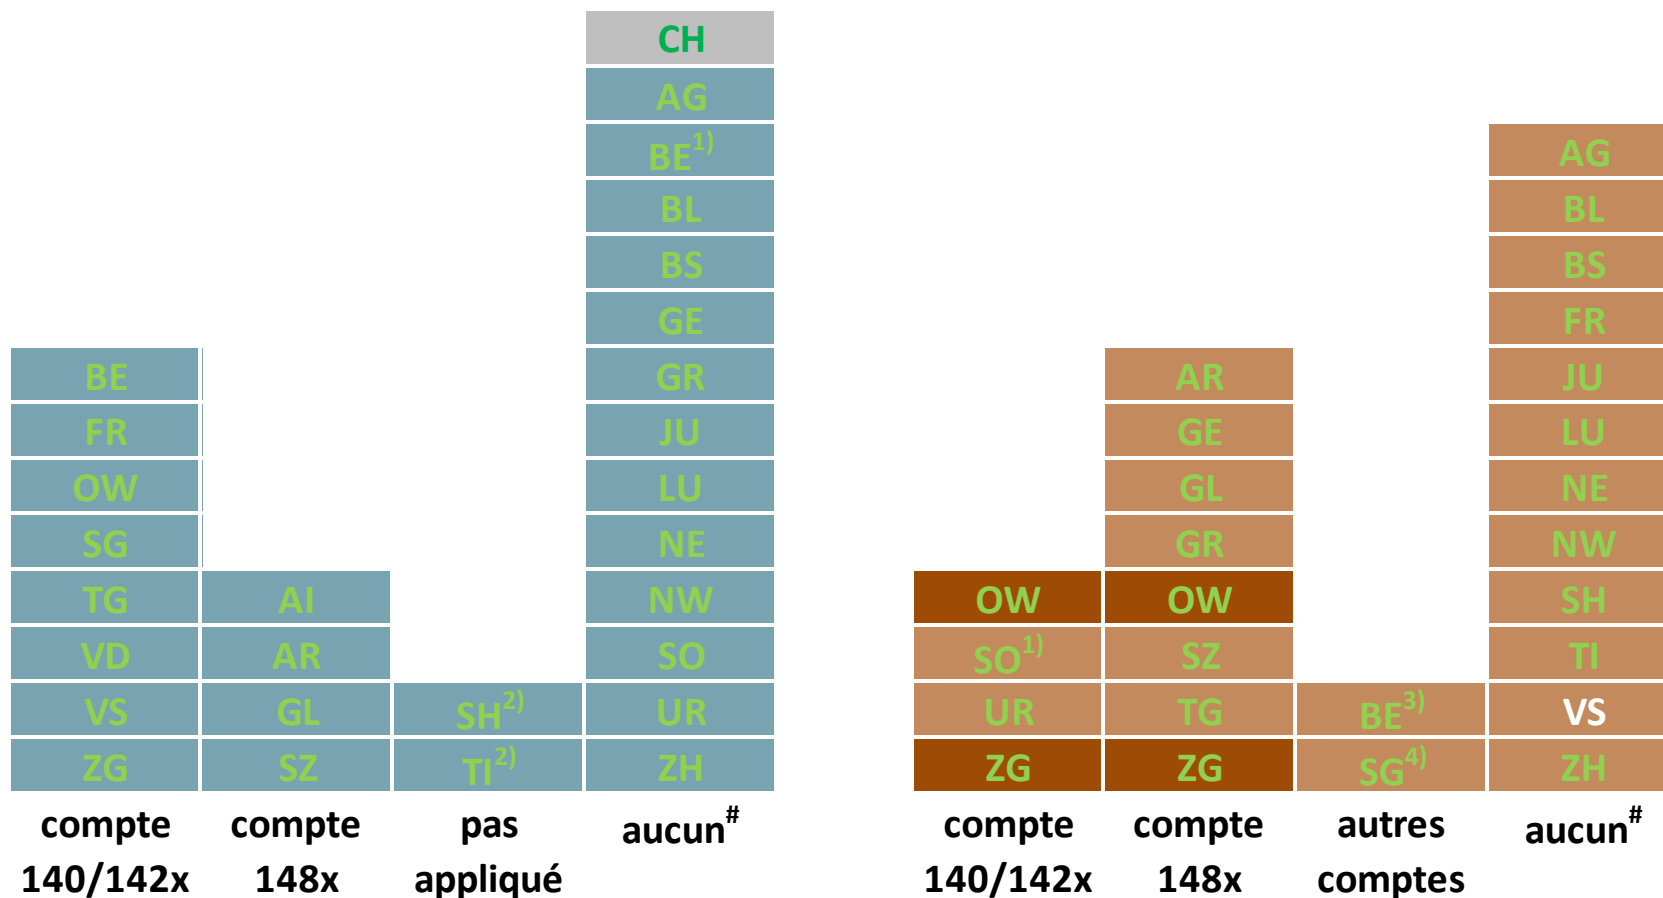 CH
AG
BE¹⁾ AG
BL BL
BS BS
GE FR
BE GR AR JU
FR JU GE LU
OW LU GL NE
SG NE GR NW
TG AI NW OW OW SH
VD AR SO SO¹⁾ SZ TI
VS GL SH²⁾ UR UR TG BE³⁾ VS
ZG SZ TI²⁾ ZH ZG ZG SG⁴⁾ ZH
compte compte pas aucun# compte compte autres aucun#
140/142x 148x appliqué 140/142x 148x comptes